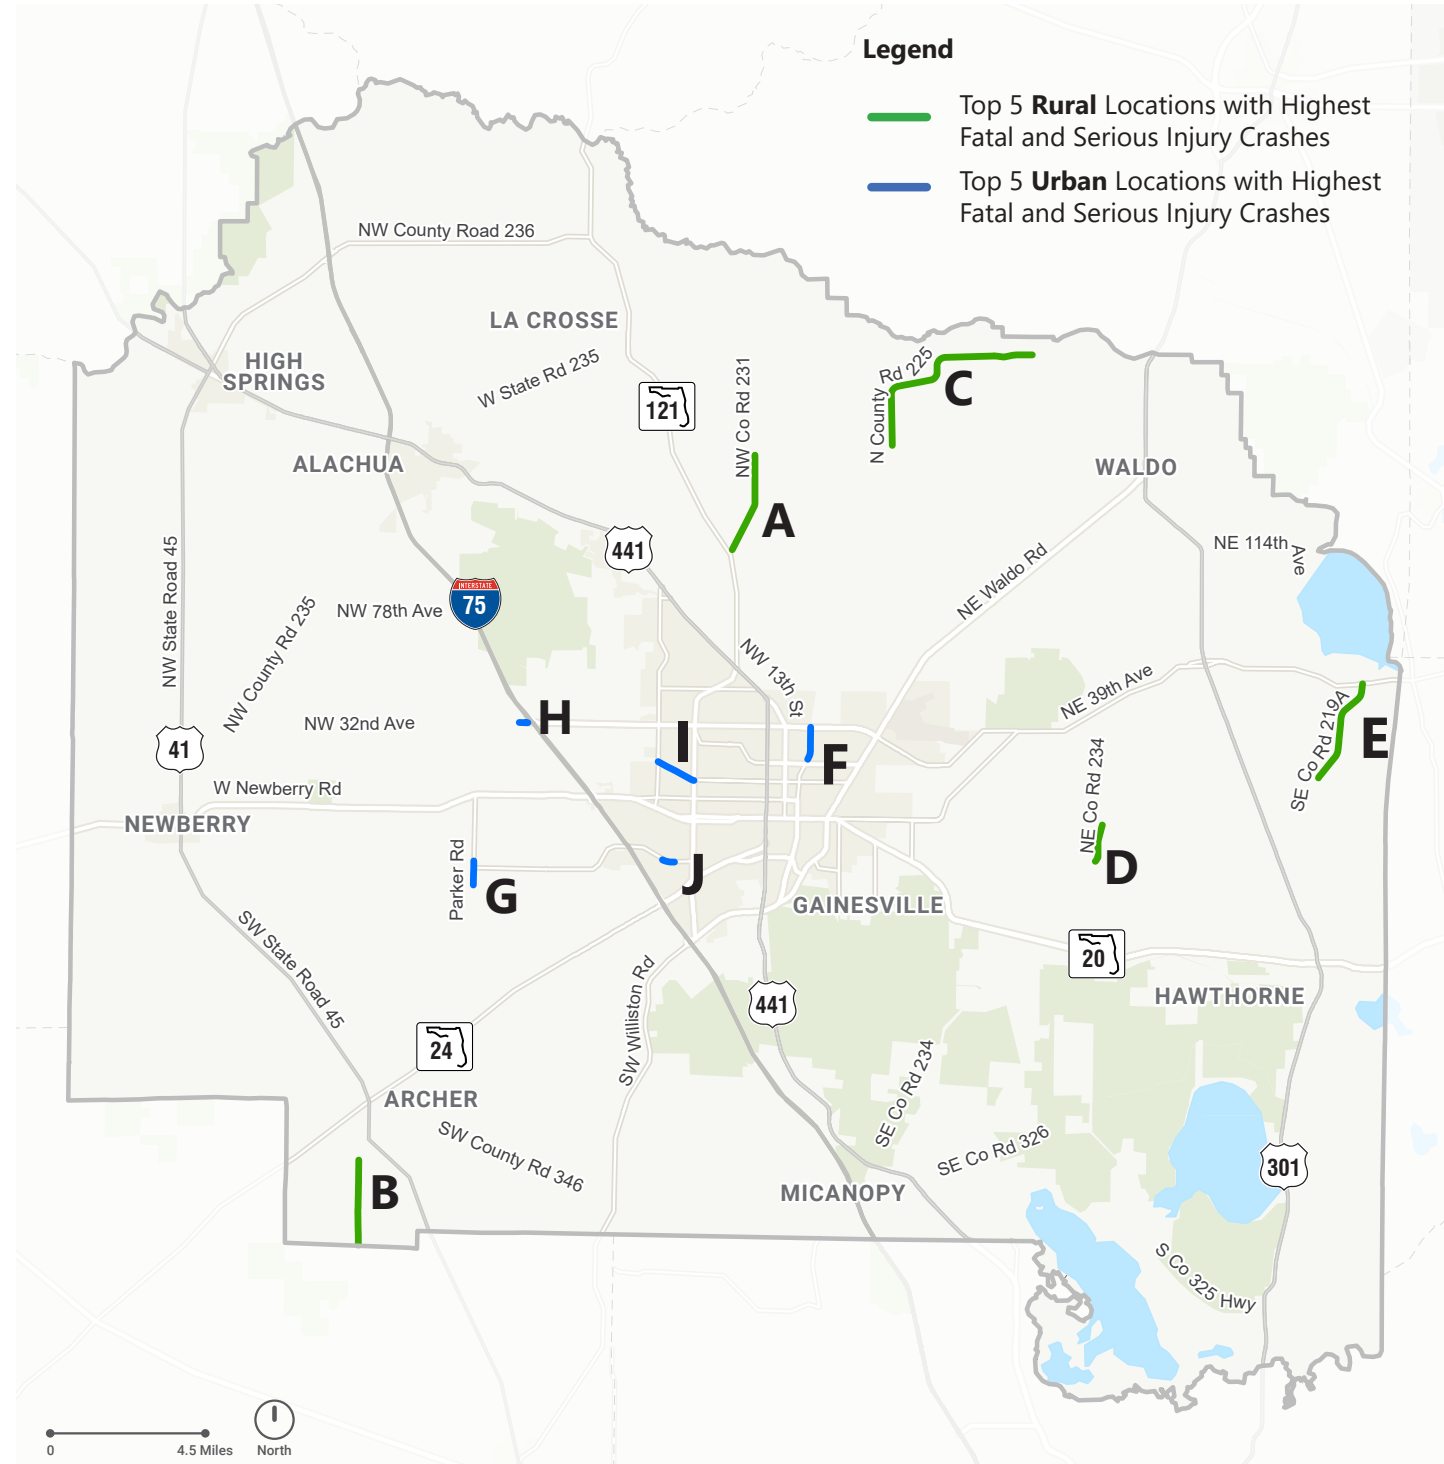 Legend
Top 5 Rural Locations with Highest
Fatal and Serious Injury Crashes
Top 5 Urban Locations with Highest
Fatal and Serious Injury Crashes
NW County Road 236
LA CROSSE
HIGH
SPRINGS
W State Rd 235
121
NW Co Rd 231
N County Rd 225
C
ALACHUA
WALDO
A
441
NE 114th Ave
NW State Road 45
NW County Rd 235
NW 78th Ave
INTERSTATE
75
NE Waldo Rd
NW 13th St
NE 39th Ave
SE Co Rd 219A
E
NW 32nd Ave
H
I
F
41
NE Co Rd 234
D
W Newberry Rd
NEWBERRY
Parker Rd
G
J
GAINESVILLE
SW State Road 45
20
HAWTHORNE
SW Williston Rd
441
24
ARCHER
SE Co Rd 234
SE Co Rd 326
SW County Rd 346
301
B
MICANOPY
S Co 325 Hwy
0
4.5 Miles
North